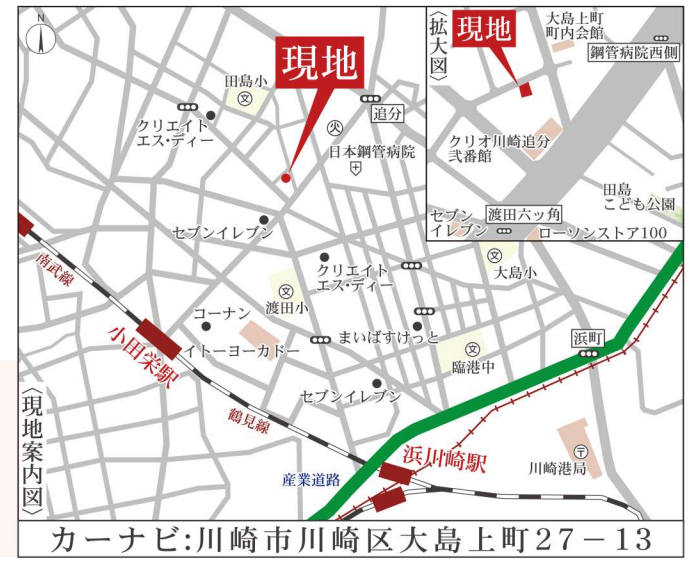 N
現地
田島小
文
追分
クリエイト
エス・ディー
火
日本鋼管病院
セブンイレブン
クリエイト
エス・ディー
文
大島小
文
渡田小
コーナン
イトーヨーカドー
まいばすけっと
文
臨港中
浜町
セブンイレブン
南武線
小田栄駅
鶴見線
産業道路
浜川崎駅
〒
川崎港局
〈現地案内図〉
〈拡大図〉
現地
大島上町
町内会館
鋼管病院西側
クリオ川崎追分
弐番館
田島
こども公園
セブン
イレブン
渡田六ッ角
ローソンストア100
カーナビ:川崎市川崎区大島上町27−13